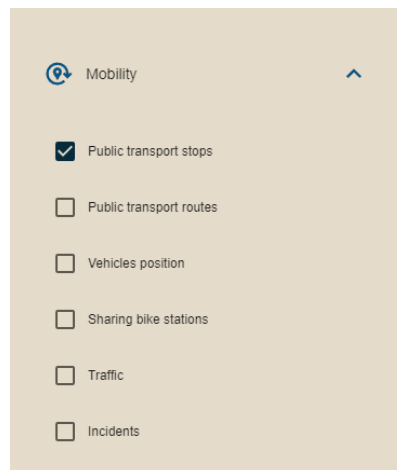 Mobility
Public transport stops
Public transport routes
Vehicles position
Sharing bike stations
Traffic
Incidents